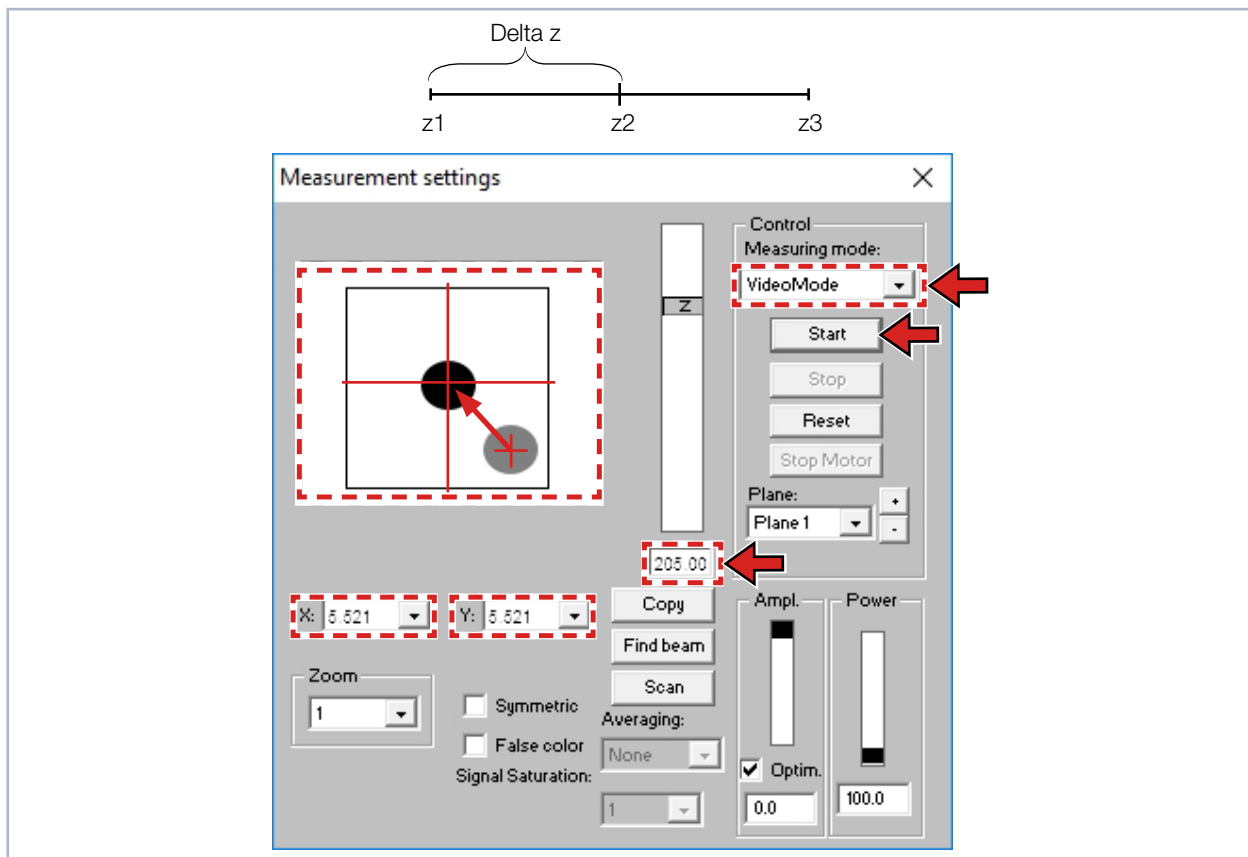 Delta z
z1 z2 z3
Measurement settings
Control
Measuring mode:
VideoMode
Z
Start
Stop
Reset
Stop Motor
Plane:
Plane 1
+
-
205.00
X: 5.521
Y: 5.521
Copy
Find beam
Scan
Zoom
1
Symmetric
False color
Signal Saturation:
Averaging:
None
1
Ampl.
Optim.
0.0
Power
100.0